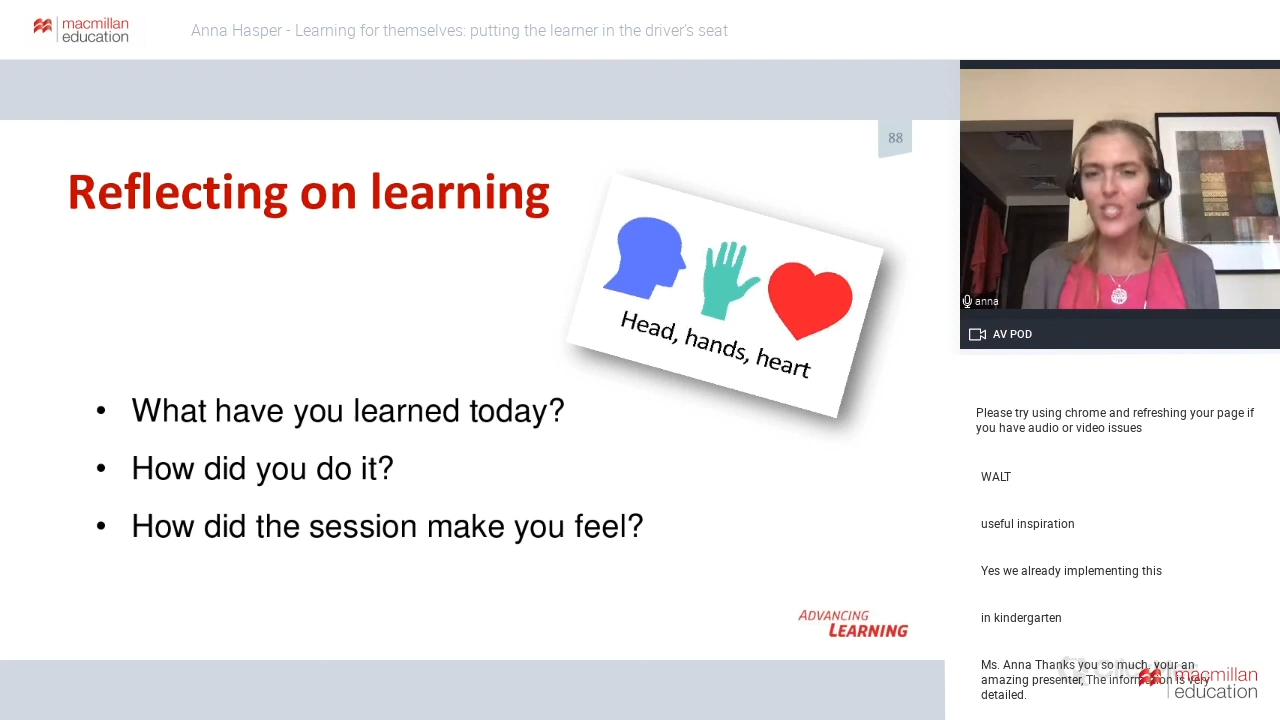 macmillan
education
Anna Hasper - Learning for themselves: putting the learner in the driver's seat
88
Reflecting on learning
Head, hands, heart
• What have you learned today?
• How did you do it?
• How did the session make you feel?
ADVANCING
LEARNING
anna
AV POD
Please try using chrome and refreshing your page if
you have audio or video issues
WALT
useful inspiration
Yes we already implementing this
in kindergarten
Ms. Anna Thanks you so much, your an
amazing presenter, The information is very
detailed.
macmillan
education